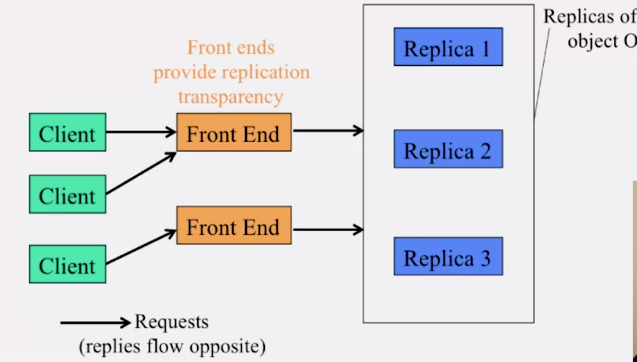 Replicas of
object O
Front ends
provide replication
transparency
Replica 1
Client
Front End
Replica 2
Client
Front End
Client
Replica 3
Requests
(replies flow opposite)